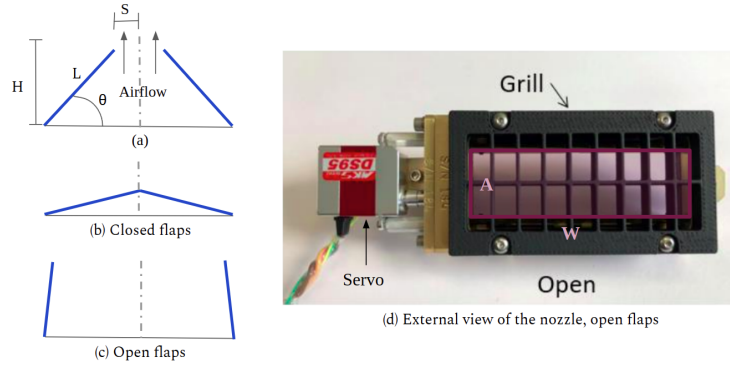 S
H
L
θ
Airflow
(a)
(b) Closed flaps
(c) Open flaps
Grill
DS95
A
W
Servo
Open
(d) External view of the nozzle, open flaps